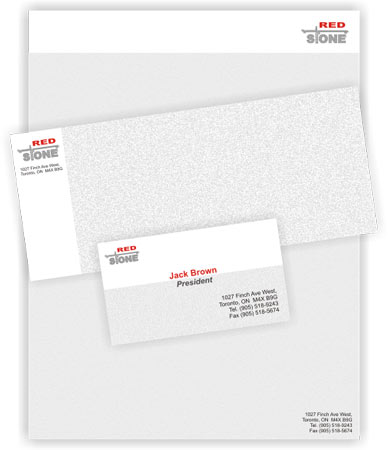 RED
STONE
RED
STONE
1027 Finch Ave West,
Toronto, ON M4X B9G
RED
STONE
Jack Brown
President
1027 Finch Ave West,
Toronto, ON M4X B9G
Tel. (905) 518-9243
Fax (905) 518-5674
1027 Finch Ave West,
Toronto, ON M4X B9G
Tel. (905) 518-9243
Fax (905) 518-5674